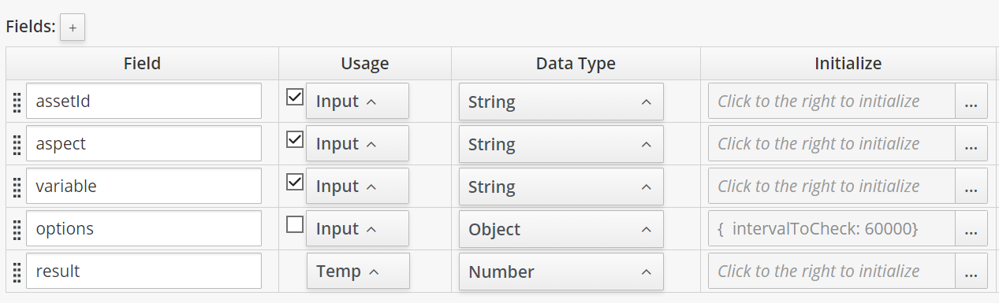 Fields: +
Field Usage Data Type Initialize
assetId Input String Click to the right to initialize ...
aspect Input String Click to the right to initialize ...
variable Input String Click to the right to initialize ...
options Input Object {  intervalToCheck: 60000} ...
result Temp Number Click to the right to initialize ...